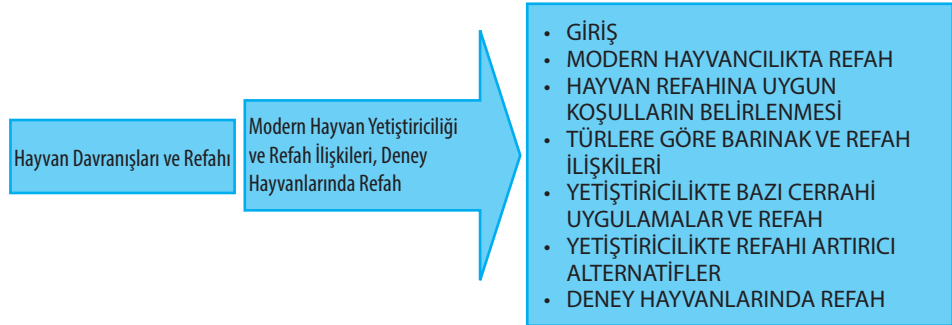 Hayvan Davranışları ve Refahı
Modern Hayvan Yetiştiriciliği
ve Refah İlişkileri, Deney
Hayvanlarında Refah
• GİRİŞ
• MODERN HAYVANCILIKTA REFAH
• HAYVAN REFAHINA UYGUN
KOŞULLARIN BELİRLENMESİ
• TÜRLERE GÖRE BARINAK VE REFAH
İLİŞKİLERİ
• YETİŞTİRİCİLİKTE BAZI CERRAHİ
UYGULAMALAR VE REFAH
• YETİŞTİRİCİLİKTE REFAHI ARTIRICI
ALTERNATİFLER
• DENEY HAYVANLARINDA REFAH